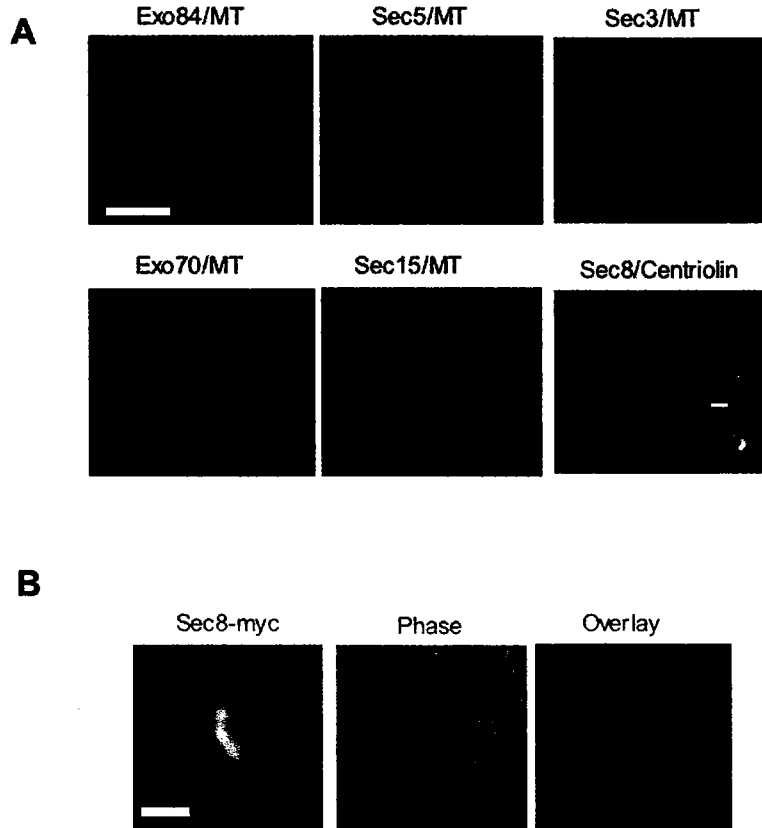 A
Exo84/MT Sec5/MT Sec3/MT
Exo70/MT Sec15/MT Sec8/Centriolin
B
Sec8-myc Phase Overlay